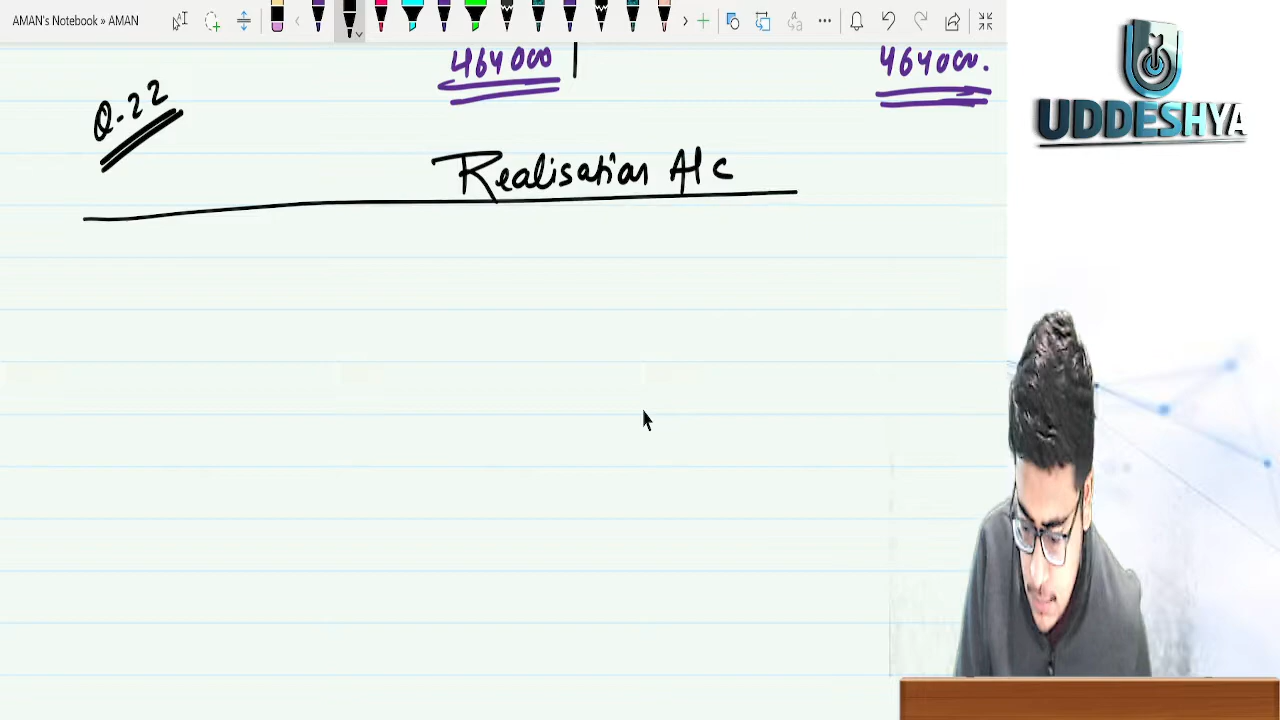 AMAN's Notebook » AMAN
464000
464000.
UDDESHYA
Q.22
Realisation A/c